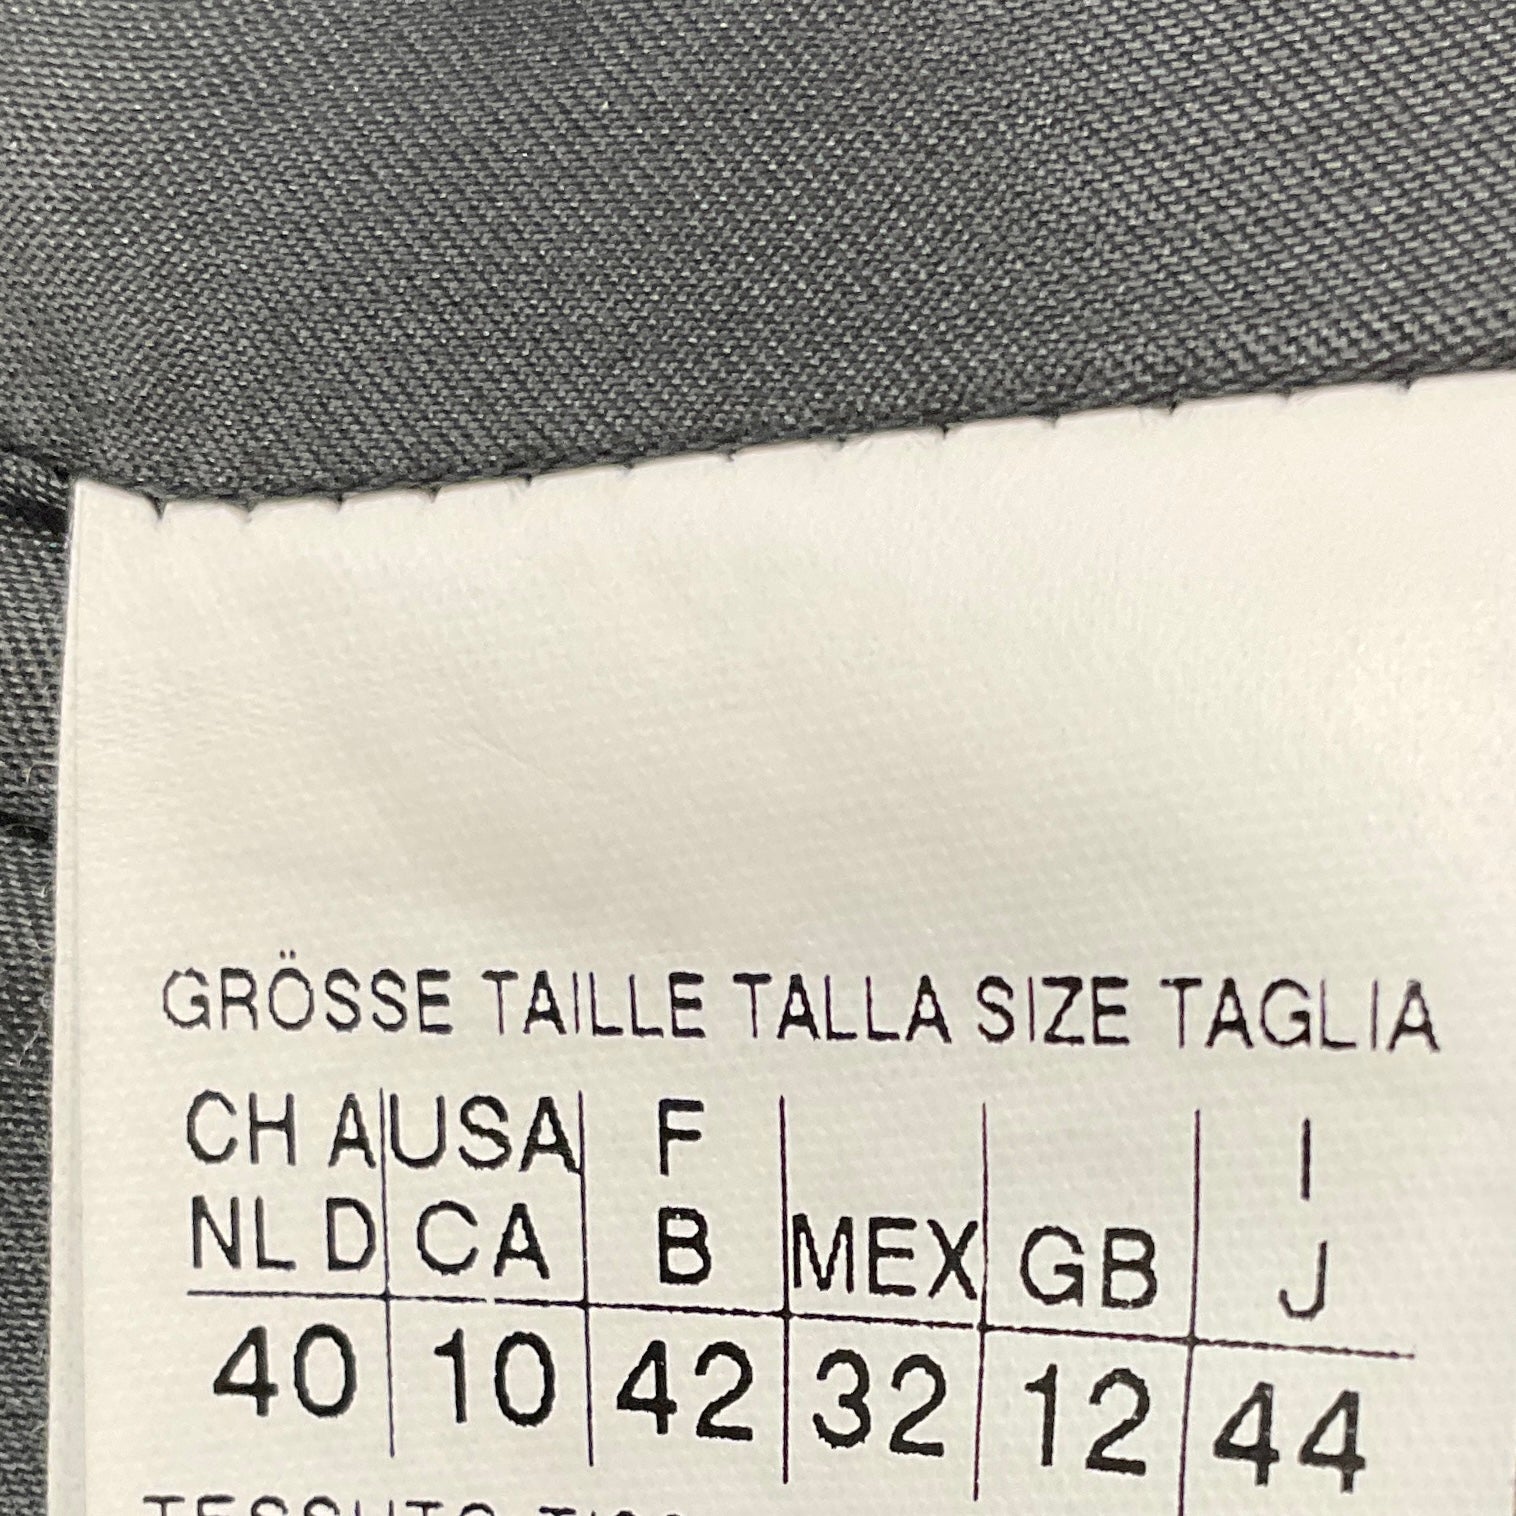 GRÖSSE TAILLE TALLA SIZE TAGLIA
CH A USA F I
NL D CA B MEX GB J
40 10 42 32 12 44